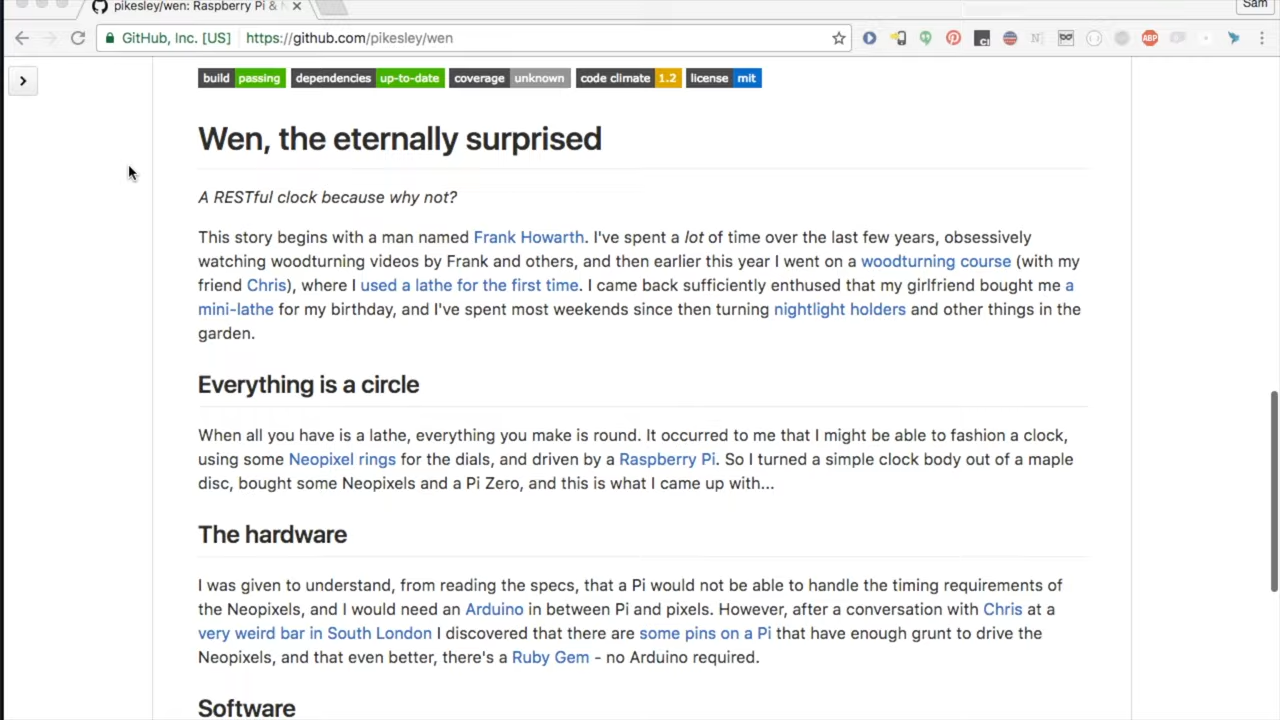 pikesley/wen: Raspberry Pi &
Sam
GitHub, Inc. [US] https://github.com/pikesley/wen
ABP
build passing dependencies up-to-date coverage unknown code climate 1.2 license mit
Wen, the eternally surprised
A RESTful clock because why not?
This story begins with a man named Frank Howarth. I've spent a lot of time over the last few years, obsessively
watching woodturning videos by Frank and others, and then earlier this year I went on a woodturning course (with my
friend Chris), where I used a lathe for the first time. I came back sufficiently enthused that my girlfriend bought me a
mini-lathe for my birthday, and I've spent most weekends since then turning nightlight holders and other things in the
garden.
Everything is a circle
When all you have is a lathe, everything you make is round. It occurred to me that I might be able to fashion a clock,
using some Neopixel rings for the dials, and driven by a Raspberry Pi. So I turned a simple clock body out of a maple
disc, bought some Neopixels and a Pi Zero, and this is what I came up with...
The hardware
I was given to understand, from reading the specs, that a Pi would not be able to handle the timing requirements of
the Neopixels, and I would need an Arduino in between Pi and pixels. However, after a conversation with Chris at a
very weird bar in South London I discovered that there are some pins on a Pi that have enough grunt to drive the
Neopixels, and that even better, there's a Ruby Gem - no Arduino required.
Software